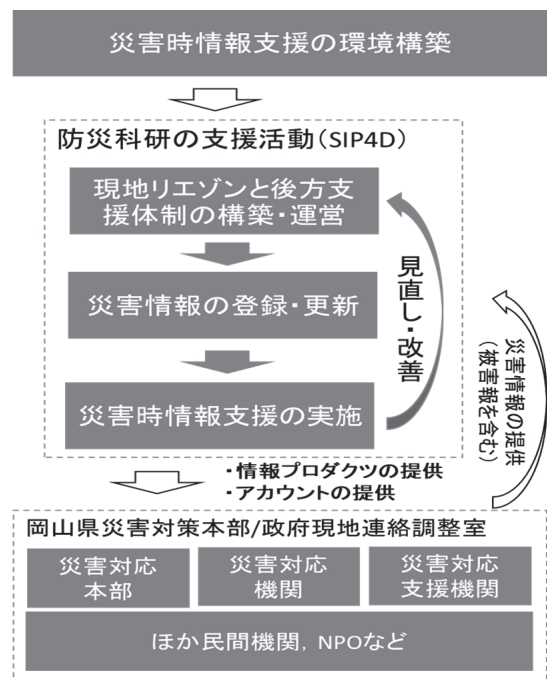 災害時情報支援の環境構築
防災科研の支援活動(SIP4D)
現地リエゾンと後方支
援体制の構築・運営
災害情報の登録・更新
災害時情報支援の実施
見直し・改善
災害情報の提供
(被害報を含む)
・情報プロダクツの提供
・アカウントの提供
岡山県災害対策本部/政府現地連絡調整室
災害対応
本部
災害対応
機関
災害対応
支援機関
ほか民間機関, NPOなど